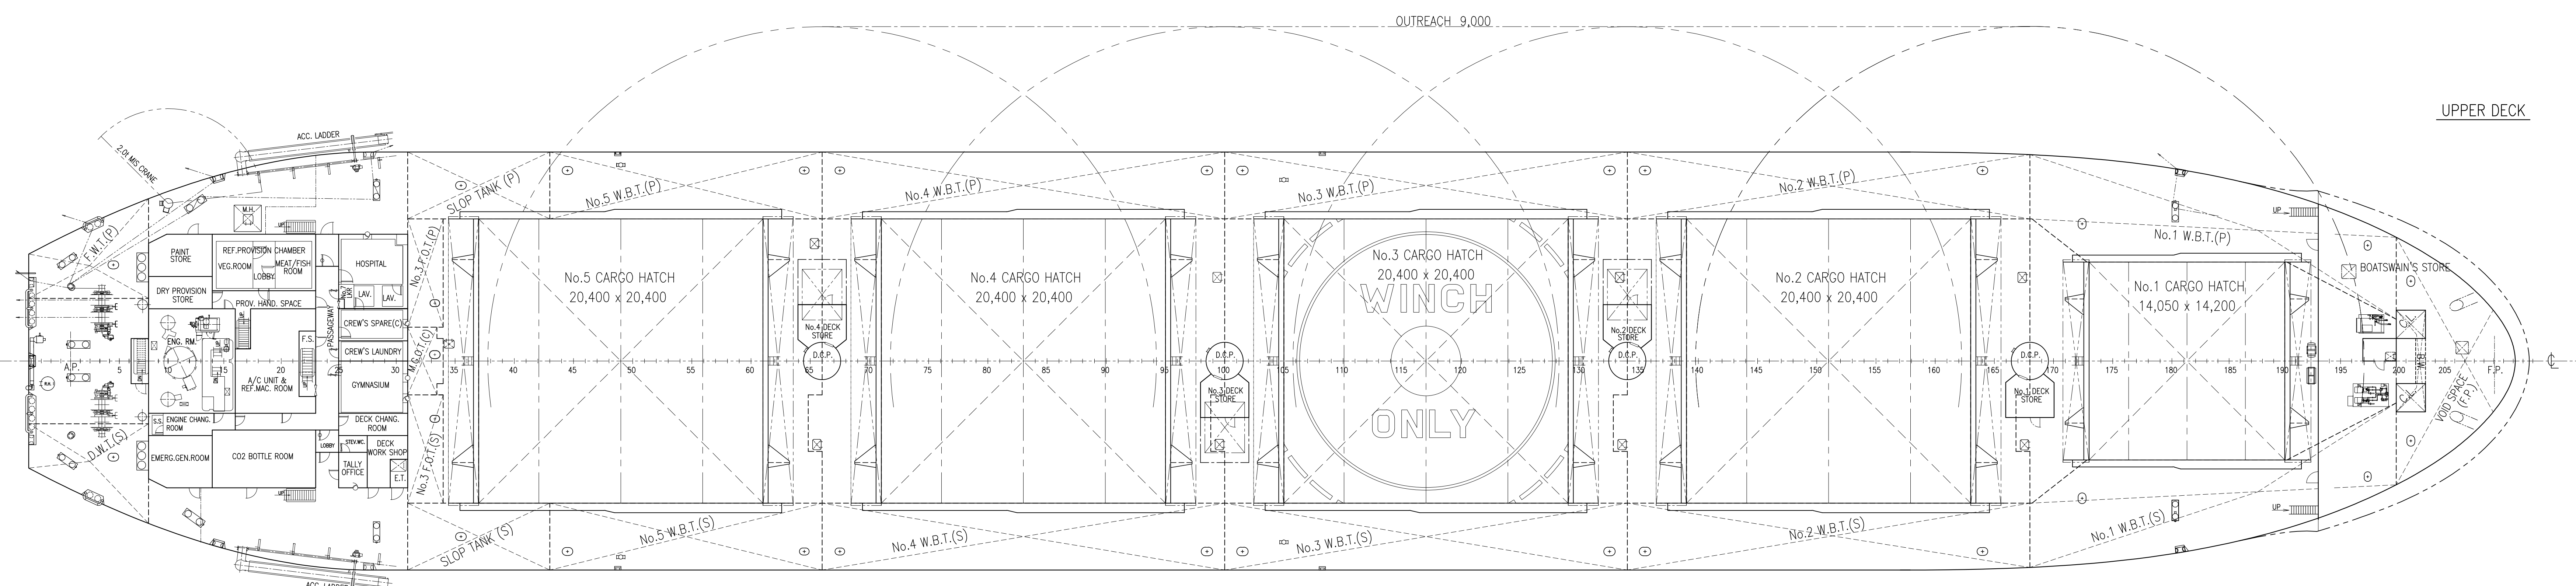 OUTREACH 9,000
UPPER DECK
ACC. LADDER
2.0t MIS.CRANE
SLOP TANK (P)
No.5 W.B.T.(P)
No.4 W.B.T.(P)
No.3 W.B.T.(P)
No.2 W.B.T.(P)
No.1 W.B.T.(P)
F.W.T.(P)
M.H.
UP
UP
PAINT
STORE
REF.PROVISION CHAMBER
VEG.ROOM
LOBBY
MEAT/FISH
ROOM
HOSPITAL
No.3 F.O.T.(P)
DRY PROVISION
STORE
PROV. HAND. SPACE
LAV.
LAV.
PASSAGEWAY
CREW'S SPARE(C)
CREW'S LAUNDRY
GYMNASIUM
M.G.O.T.(C)
ENG. RM.
F.S.
A/C UNIT &
REF.MAC. ROOM
No.5 CARGO HATCH
20,400 x 20,400
No.4 CARGO HATCH
20,400 x 20,400
No.3 CARGO HATCH
20,400 x 20,400
WINCH
ONLY
No.2 CARGO HATCH
20,400 x 20,400
No.1 CARGO HATCH
14,050 x 14,200
BOATSWAIN'S STORE
No.4 DECK
STORE
D.C.P.
D.C.P.
No.3 DECK
STORE
No.2 DECK
STORE
D.C.P.
D.C.P.
No.1 DECK
STORE
C.L.
C.L.
VOID SPACE
(F.P.)
A.P.
5
10
15
20
25
30
35
40
45
50
55
60
65
70
75
80
85
90
95
100
105
110
115
120
125
130
135
140
145
150
155
160
165
170
175
180
185
190
195
200
205
F.P.
S.S.
ENGINE CHANG.
ROOM
DECK CHANG.
ROOM
EMERG.GEN.ROOM
CO2 BOTTLE ROOM
LOBBY
STEV.WC.
DECK
WORK SHOP
TALLY
OFFICE
E.T.
No.3 F.O.T.(S)
D.W.T.(S)
UP
UP
SLOP TANK (S)
No.5 W.B.T.(S)
No.4 W.B.T.(S)
No.3 W.B.T.(S)
No.2 W.B.T.(S)
No.1 W.B.T.(S)
ACC. LADDER